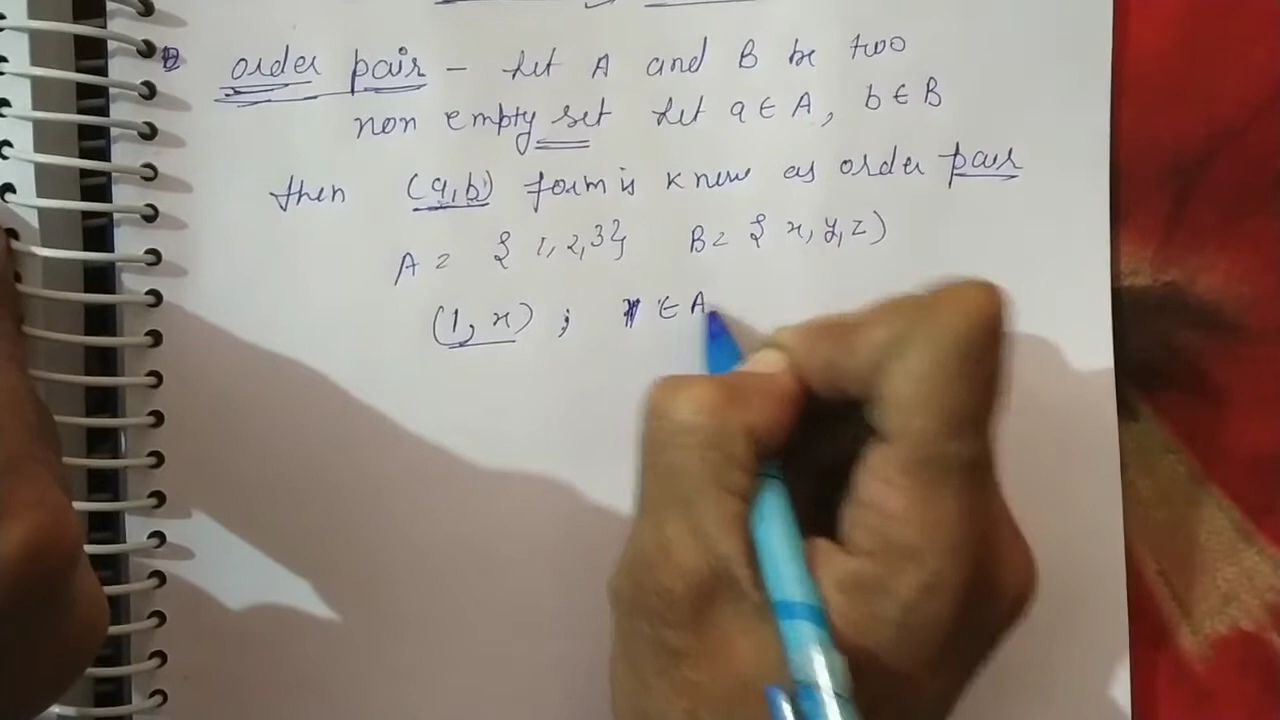 order pair - Let A and B be two
non empty set Let a ∈ A, b ∈ B
then (a,b) form is know as order pair
A = { 1, 2, 3} B = { x, y, z )
(1, x) ; 1 ∈ A